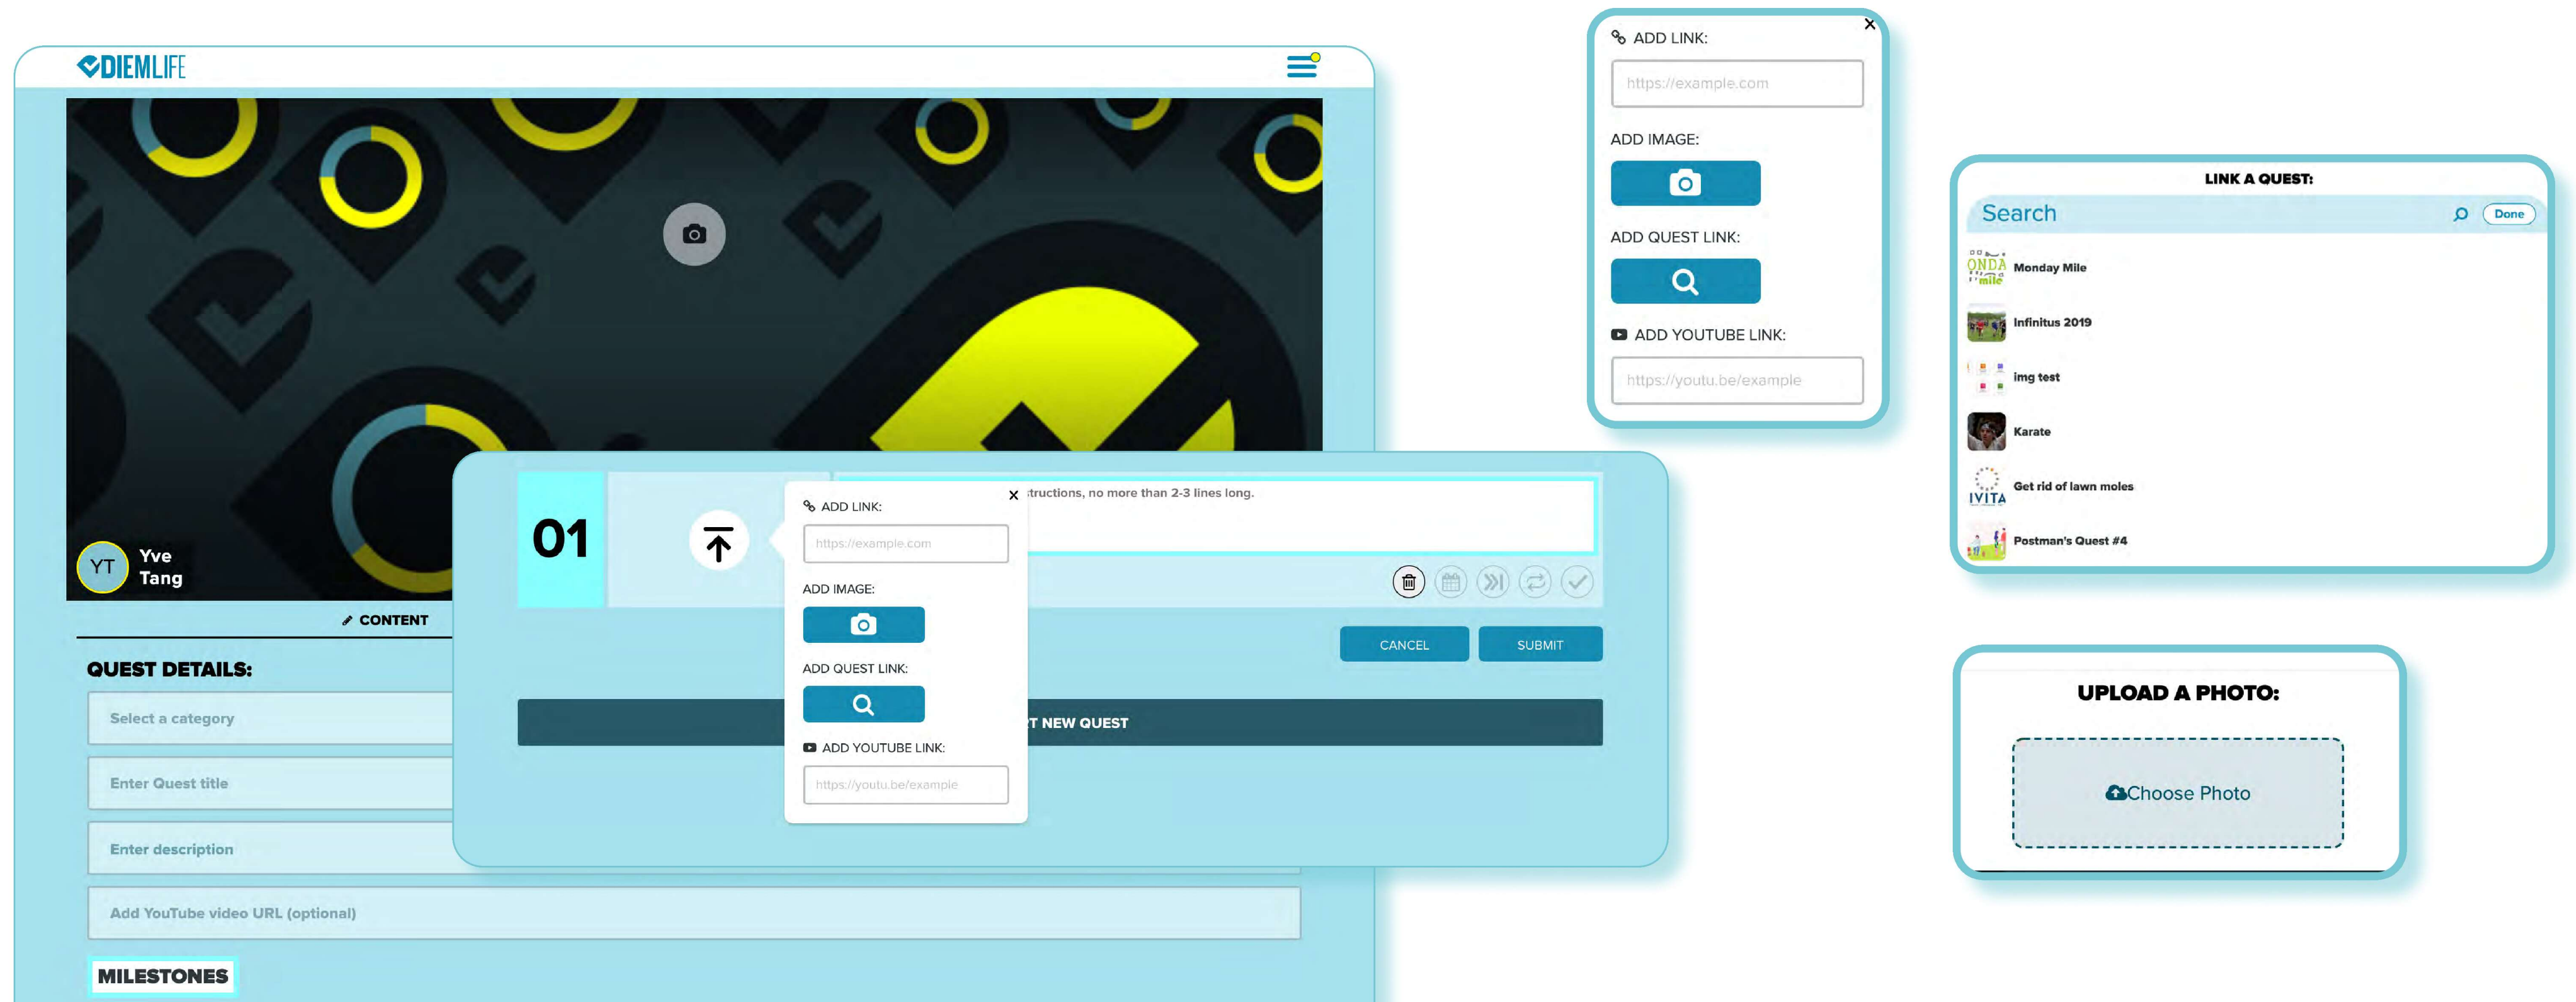 DIEMLIFE
YT
Yve
Tang
CONTENT
QUEST DETAILS:
Select a category
Enter Quest title
Enter description
Add YouTube video URL (optional)
MILESTONES
01
tructions, no more than 2-3 lines long.
ADD LINK:
https://example.com
ADD IMAGE:
ADD QUEST LINK:
ADD YOUTUBE LINK:
https://youtu.be/example
CANCEL
SUBMIT
T NEW QUEST
ADD LINK:
https://example.com
ADD IMAGE:
ADD QUEST LINK:
ADD YOUTUBE LINK:
https://youtu.be/example
LINK A QUEST:
Search
Done
ONDA
mile
Monday Mile
Infinitus 2019
img test
Karate
IVITA
Get rid of lawn moles
Postman's Quest #4
UPLOAD A PHOTO:
Choose Photo